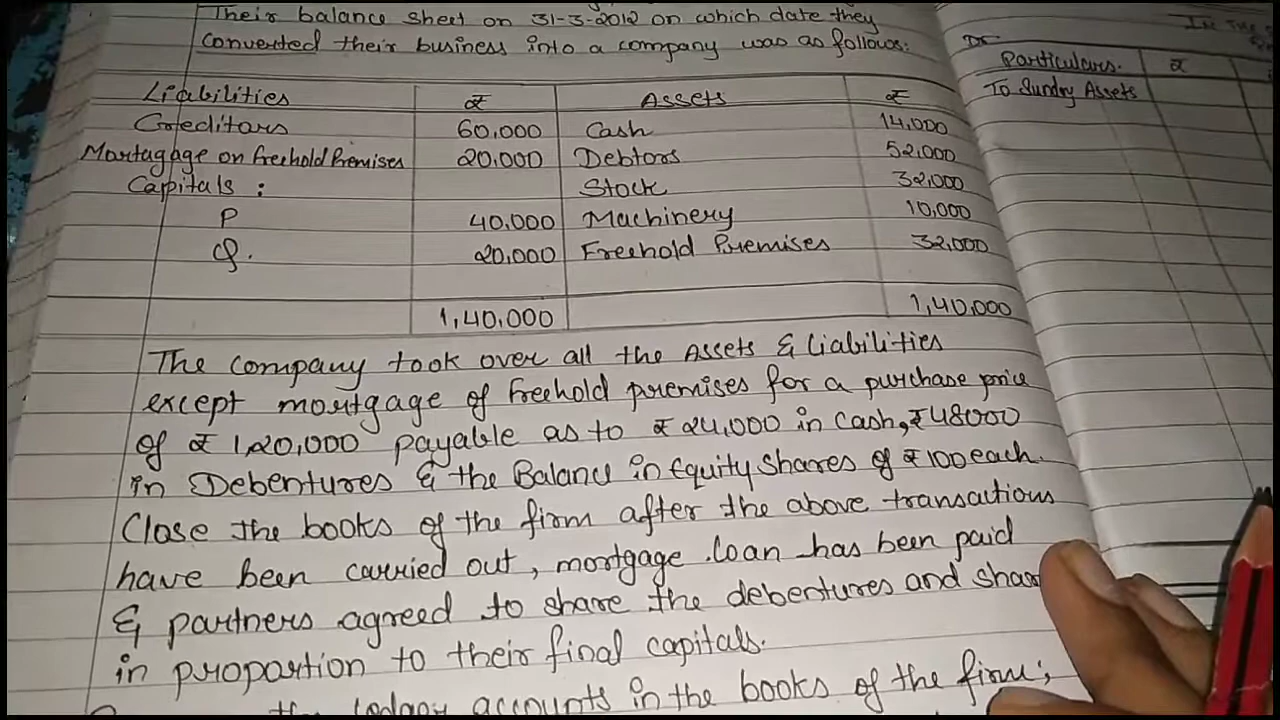 Their balance sheet on 31-3-2012 on which date they
converted their business into a company was as follows:
Liabilities ₹ Assets ₹
Creditors 60,000 Cash 14,000
Mortagage on freehold Premises 20,000 Debtors 52,000
Capitals : Stock 32,000
P 40,000 Machinery 10,000
Q. 20,000 Freehold Premises 32,000
1,40,000 1,40,000
The company took over all the Assets & liabilities
except mortgage of Freehold premises for a purchase price
of ₹ 1,20,000 payable as to ₹ 24,000 in cash, ₹ 48000
in Debentures & the Balance in Equity Shares of ₹ 100 each.
Close the books of the firm after the above transactions
have been carried out, mortgage loan has been paid
& partners agreed to share the debentures and shar
in proportion to their final capitals.
the ledger accounts in the books of the firm;
Dr
Particulars. ₹
To Sundry Assets